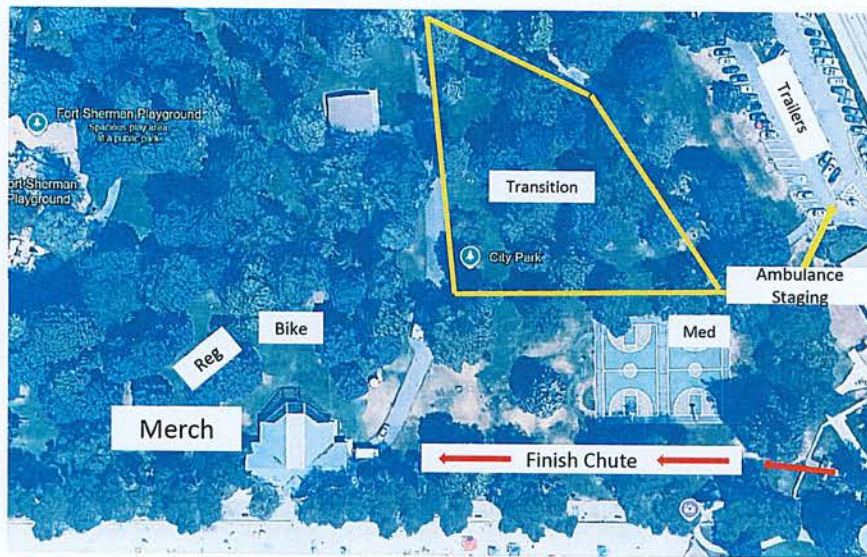 Fort Sherman Playground
Spacious play area
at a public park
Fort Sherman
Playground
Trailers
Transition
City Park
Ambulance
Staging
Bike
Med
Reg
Merch
Finish Chute